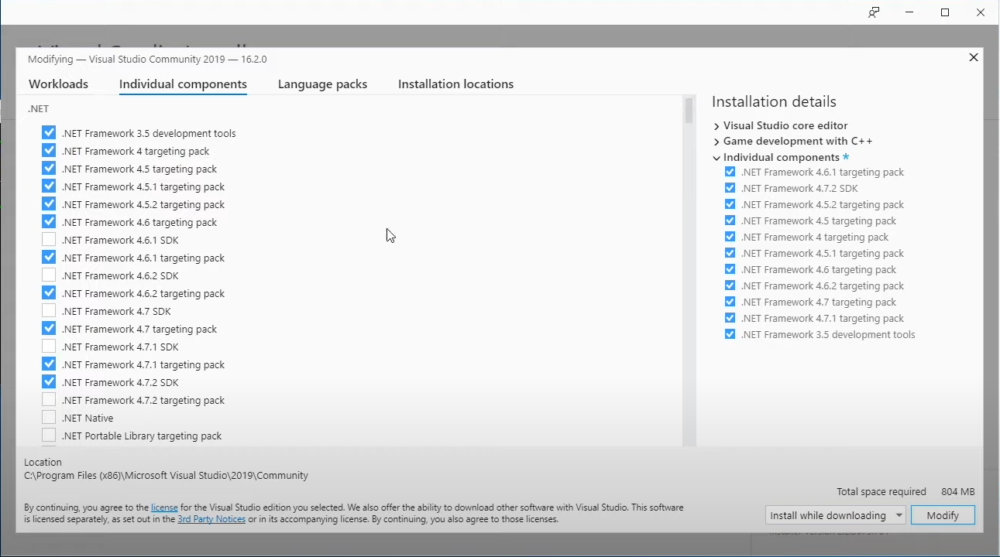 Modifying — Visual Studio Community 2019 — 16.2.0
Workloads
Individual components
Language packs
Installation locations
.NET
.NET Framework 3.5 development tools
.NET Framework 4 targeting pack
.NET Framework 4.5 targeting pack
.NET Framework 4.5.1 targeting pack
.NET Framework 4.5.2 targeting pack
.NET Framework 4.6 targeting pack
.NET Framework 4.6.1 SDK
.NET Framework 4.6.1 targeting pack
.NET Framework 4.6.2 SDK
.NET Framework 4.6.2 targeting pack
.NET Framework 4.7 SDK
.NET Framework 4.7 targeting pack
.NET Framework 4.7.1 SDK
.NET Framework 4.7.1 targeting pack
.NET Framework 4.7.2 SDK
.NET Framework 4.7.2 targeting pack
.NET Native
.NET Portable Library targeting pack
Installation details
Visual Studio core editor
Game development with C++
Individual components *
.NET Framework 4.6.1 targeting pack
.NET Framework 4.7.2 SDK
.NET Framework 4.5.2 targeting pack
.NET Framework 4.5 targeting pack
.NET Framework 4 targeting pack
.NET Framework 4.5.1 targeting pack
.NET Framework 4.6 targeting pack
.NET Framework 4.6.2 targeting pack
.NET Framework 4.7 targeting pack
.NET Framework 4.7.1 targeting pack
.NET Framework 3.5 development tools
Location
C:\Program Files (x86)\Microsoft Visual Studio\2019\Community
Total space required 804 MB
By continuing, you agree to the license for the Visual Studio edition you selected. We also offer the ability to download other software with Visual Studio. This software
is licensed separately, as set out in the 3rd Party Notices or in its accompanying license. By continuing, you also agree to those licenses.
Install while downloading
Modify